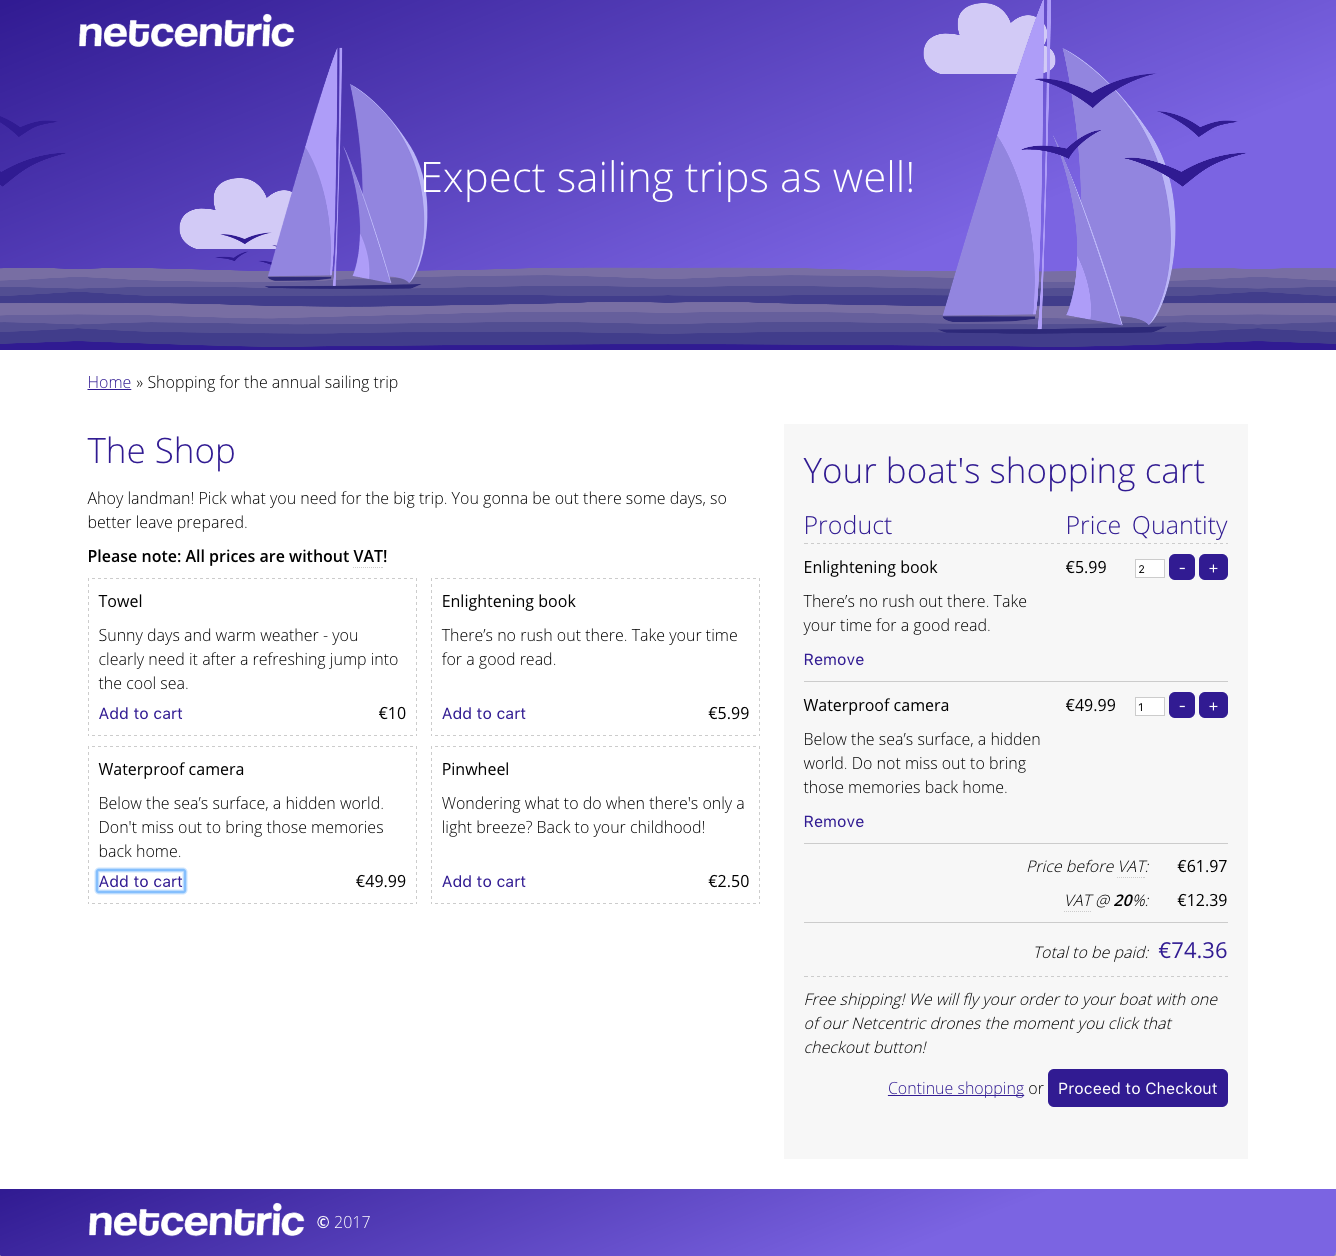 netcentric
Expect sailing trips as well!
Home » Shopping for the annual sailing trip
The Shop
Ahoy landman! Pick what you need for the big trip. You gonna be out there some days, so
better leave prepared.
Please note: All prices are without VAT!
Towel
Sunny days and warm weather - you
clearly need it after a refreshing jump into
the cool sea.
Add to cart €10
Enlightening book
There’s no rush out there. Take your time
for a good read.
Add to cart €5.99
Waterproof camera
Below the sea’s surface, a hidden world.
Don't miss out to bring those memories
back home.
Add to cart €49.99
Pinwheel
Wondering what to do when there's only a
light breeze? Back to your childhood!
Add to cart €2.50
Your boat's shopping cart
Product Price Quantity
Enlightening book €5.99 2 - +
There’s no rush out there. Take
your time for a good read.
Remove
Waterproof camera €49.99 1 - +
Below the sea’s surface, a hidden
world. Do not miss out to bring
those memories back home.
Remove
Price before VAT: €61.97
VAT @ 20%: €12.39
Total to be paid: €74.36
Free shipping! We will fly your order to your boat with one
of our Netcentric drones the moment you click that
checkout button!
Continue shopping or Proceed to Checkout
netcentric © 2017